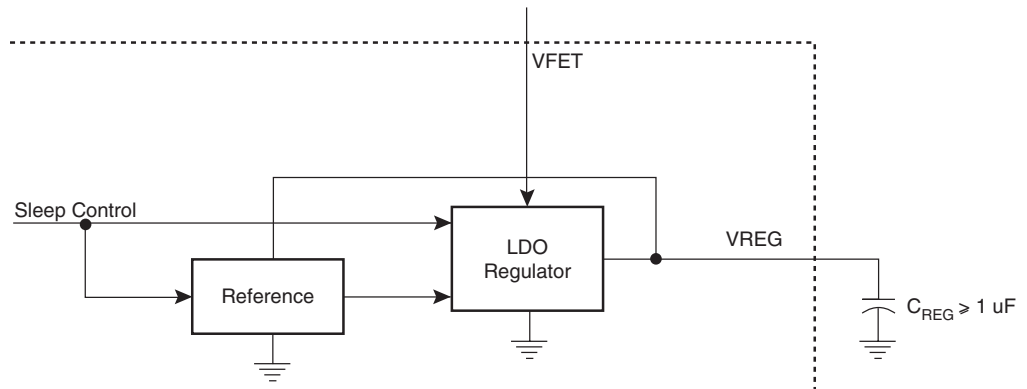 VFET
Sleep Control
LDO
Regulator
VREG
Reference
C_REG ⩾ 1 uF